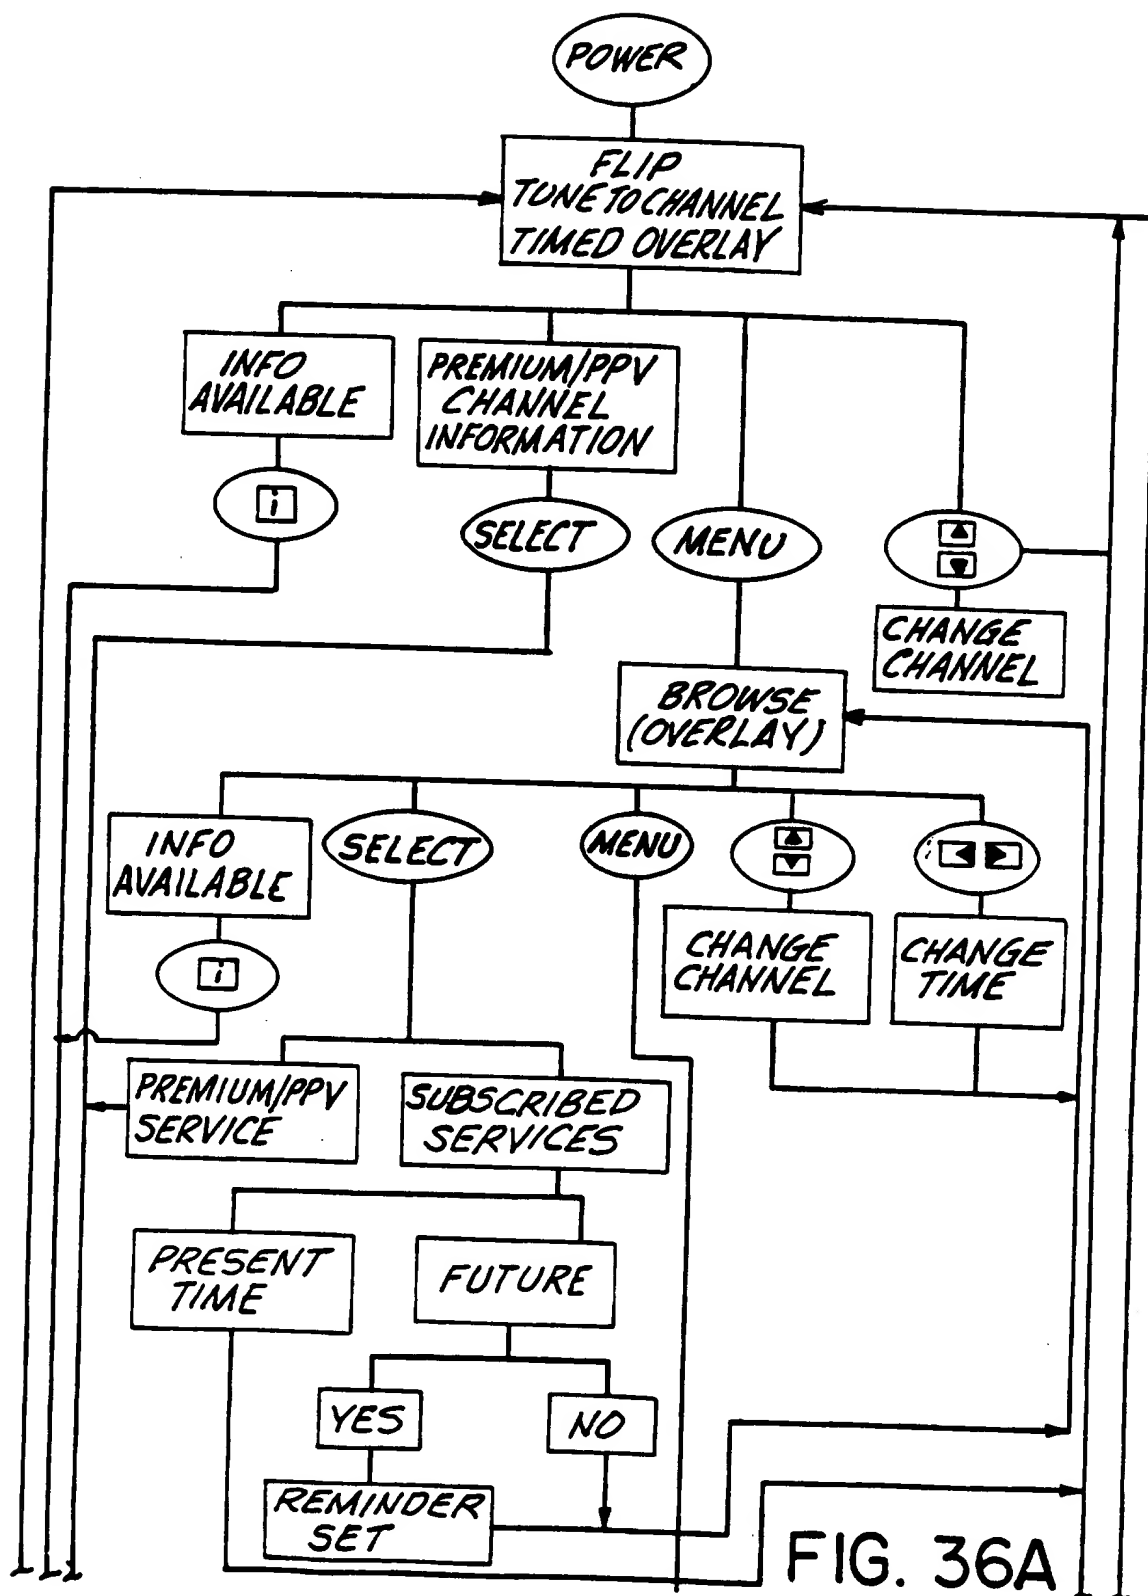 POWER
FLIP
TUNE TO CHANNEL
TIMED OVERLAY
INFO
AVAILABLE
PREMIUM/PPV
CHANNEL
INFORMATION
i
SELECT
MENU
CHANGE
CHANNEL
BROWSE
(OVERLAY)
INFO
AVAILABLE
SELECT
MENU
CHANGE
CHANNEL
CHANGE
TIME
i
PREMIUM/PPV
SERVICE
SUBSCRIBED
SERVICES
PRESENT
TIME
FUTURE
YES
NO
REMINDER
SET
FIG. 36A